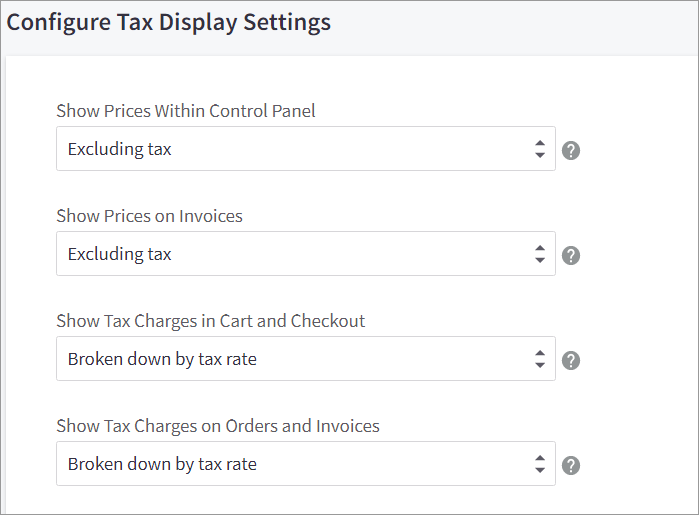 Configure Tax Display Settings
Show Prices Within Control Panel
Excluding tax
?
Show Prices on Invoices
Excluding tax
?
Show Tax Charges in Cart and Checkout
Broken down by tax rate
?
Show Tax Charges on Orders and Invoices
Broken down by tax rate
?